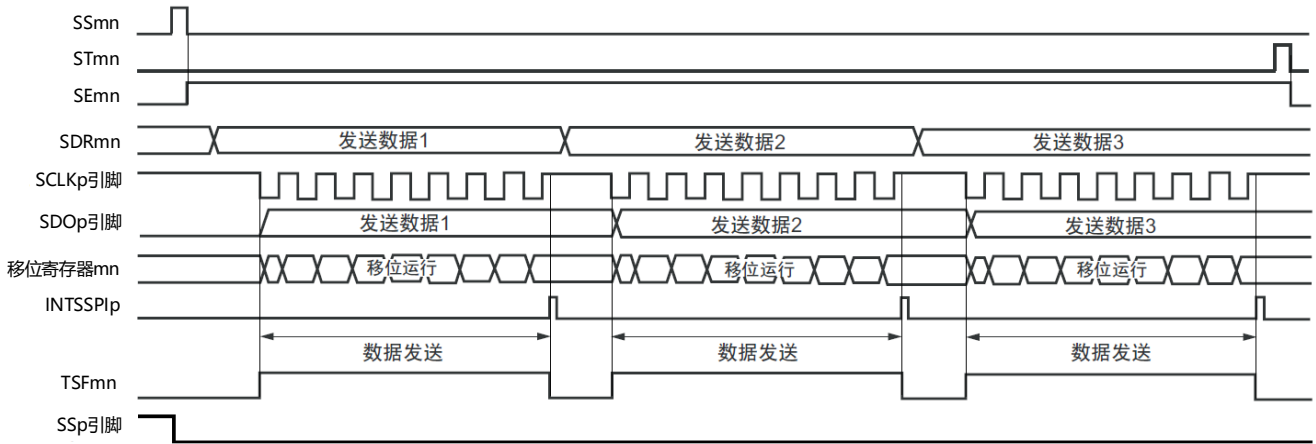 SSmn
STmn
SEmn
SDRmn 发送数据1 发送数据2 发送数据3
SCLKp引脚
SDOp引脚 发送数据1 发送数据2 发送数据3
移位寄存器mn 移位运行 移位运行 移位运行
INTSSPIp
数据发送 数据发送 数据发送
TSFmn
SSp引脚